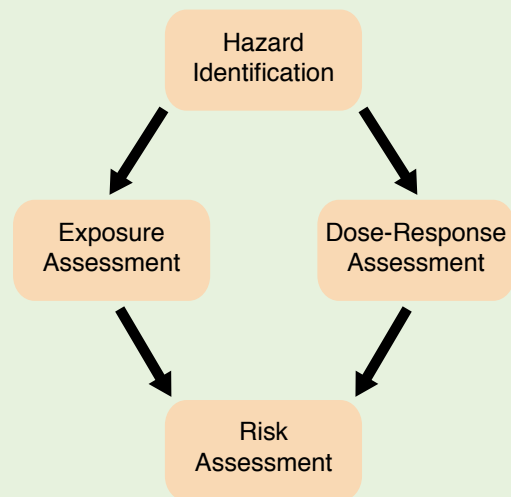 Hazard
Identification
Exposure
Assessment
Dose-Response
Assessment
Risk
Assessment